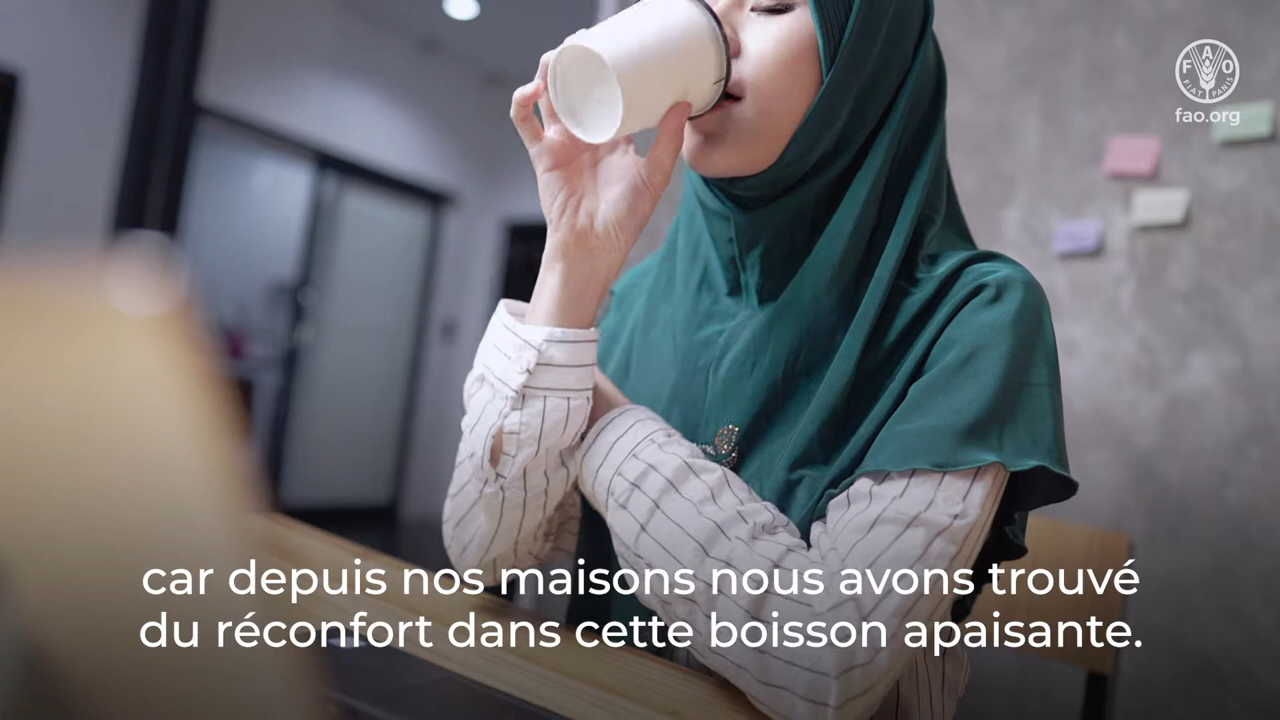 FAO
FIAT PANIS
fao.org
car depuis nos maisons nous avons trouvé
du réconfort dans cette boisson apaisante.